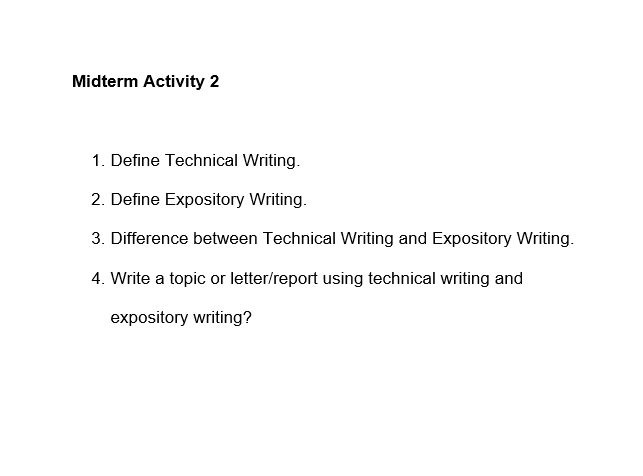 Midterm Activity 2
1. Define Technical Writing.
2. Define Expository Writing.
3. Difference between Technical Writing and Expository Writing.
4. Write a topic or letter/report using technical writing and
expository writing?